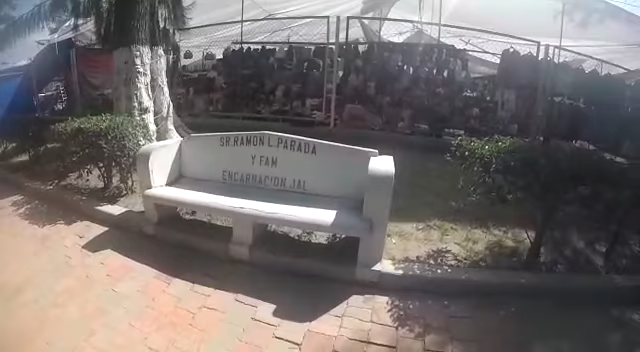 SR. RAMON L. PARADA
Y FAM
ENCARNACION JAL